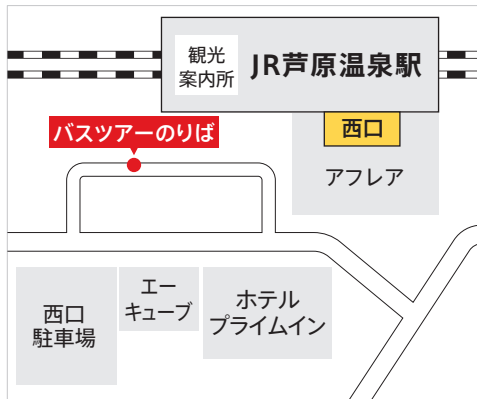 観光
案内所
JR芦原温泉駅
西口
アフレア
バスツアーのりば
西口
駐車場
エー
キューブ
ホテル
プライムイン